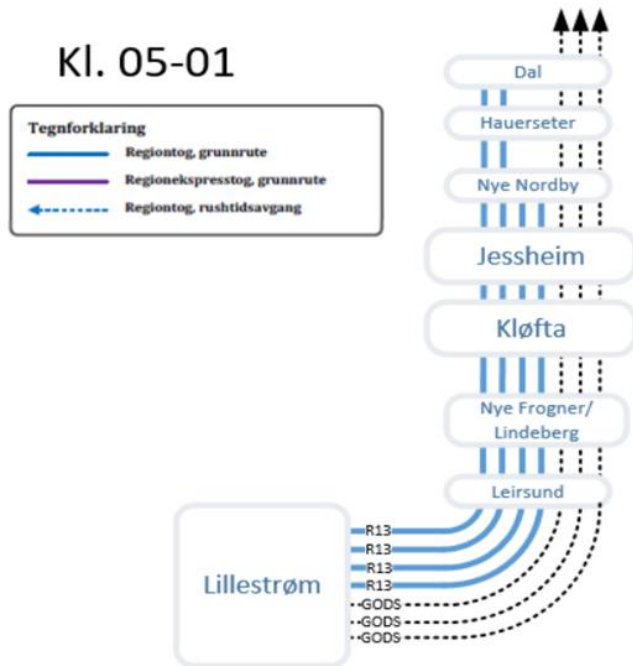 Kl. 05-01
Tegnforklaring
Regiontog, grunnrute
Regionekspresstog, grunnrute
Regiontog, rushtidsavgang
Dal
Hauerseter
Nye Nordby
Jessheim
Kløfta
Nye Frogner/
Lindeberg
Leirsund
Lillestrøm
R13
R13
R13
R13
GODS
GODS
GODS